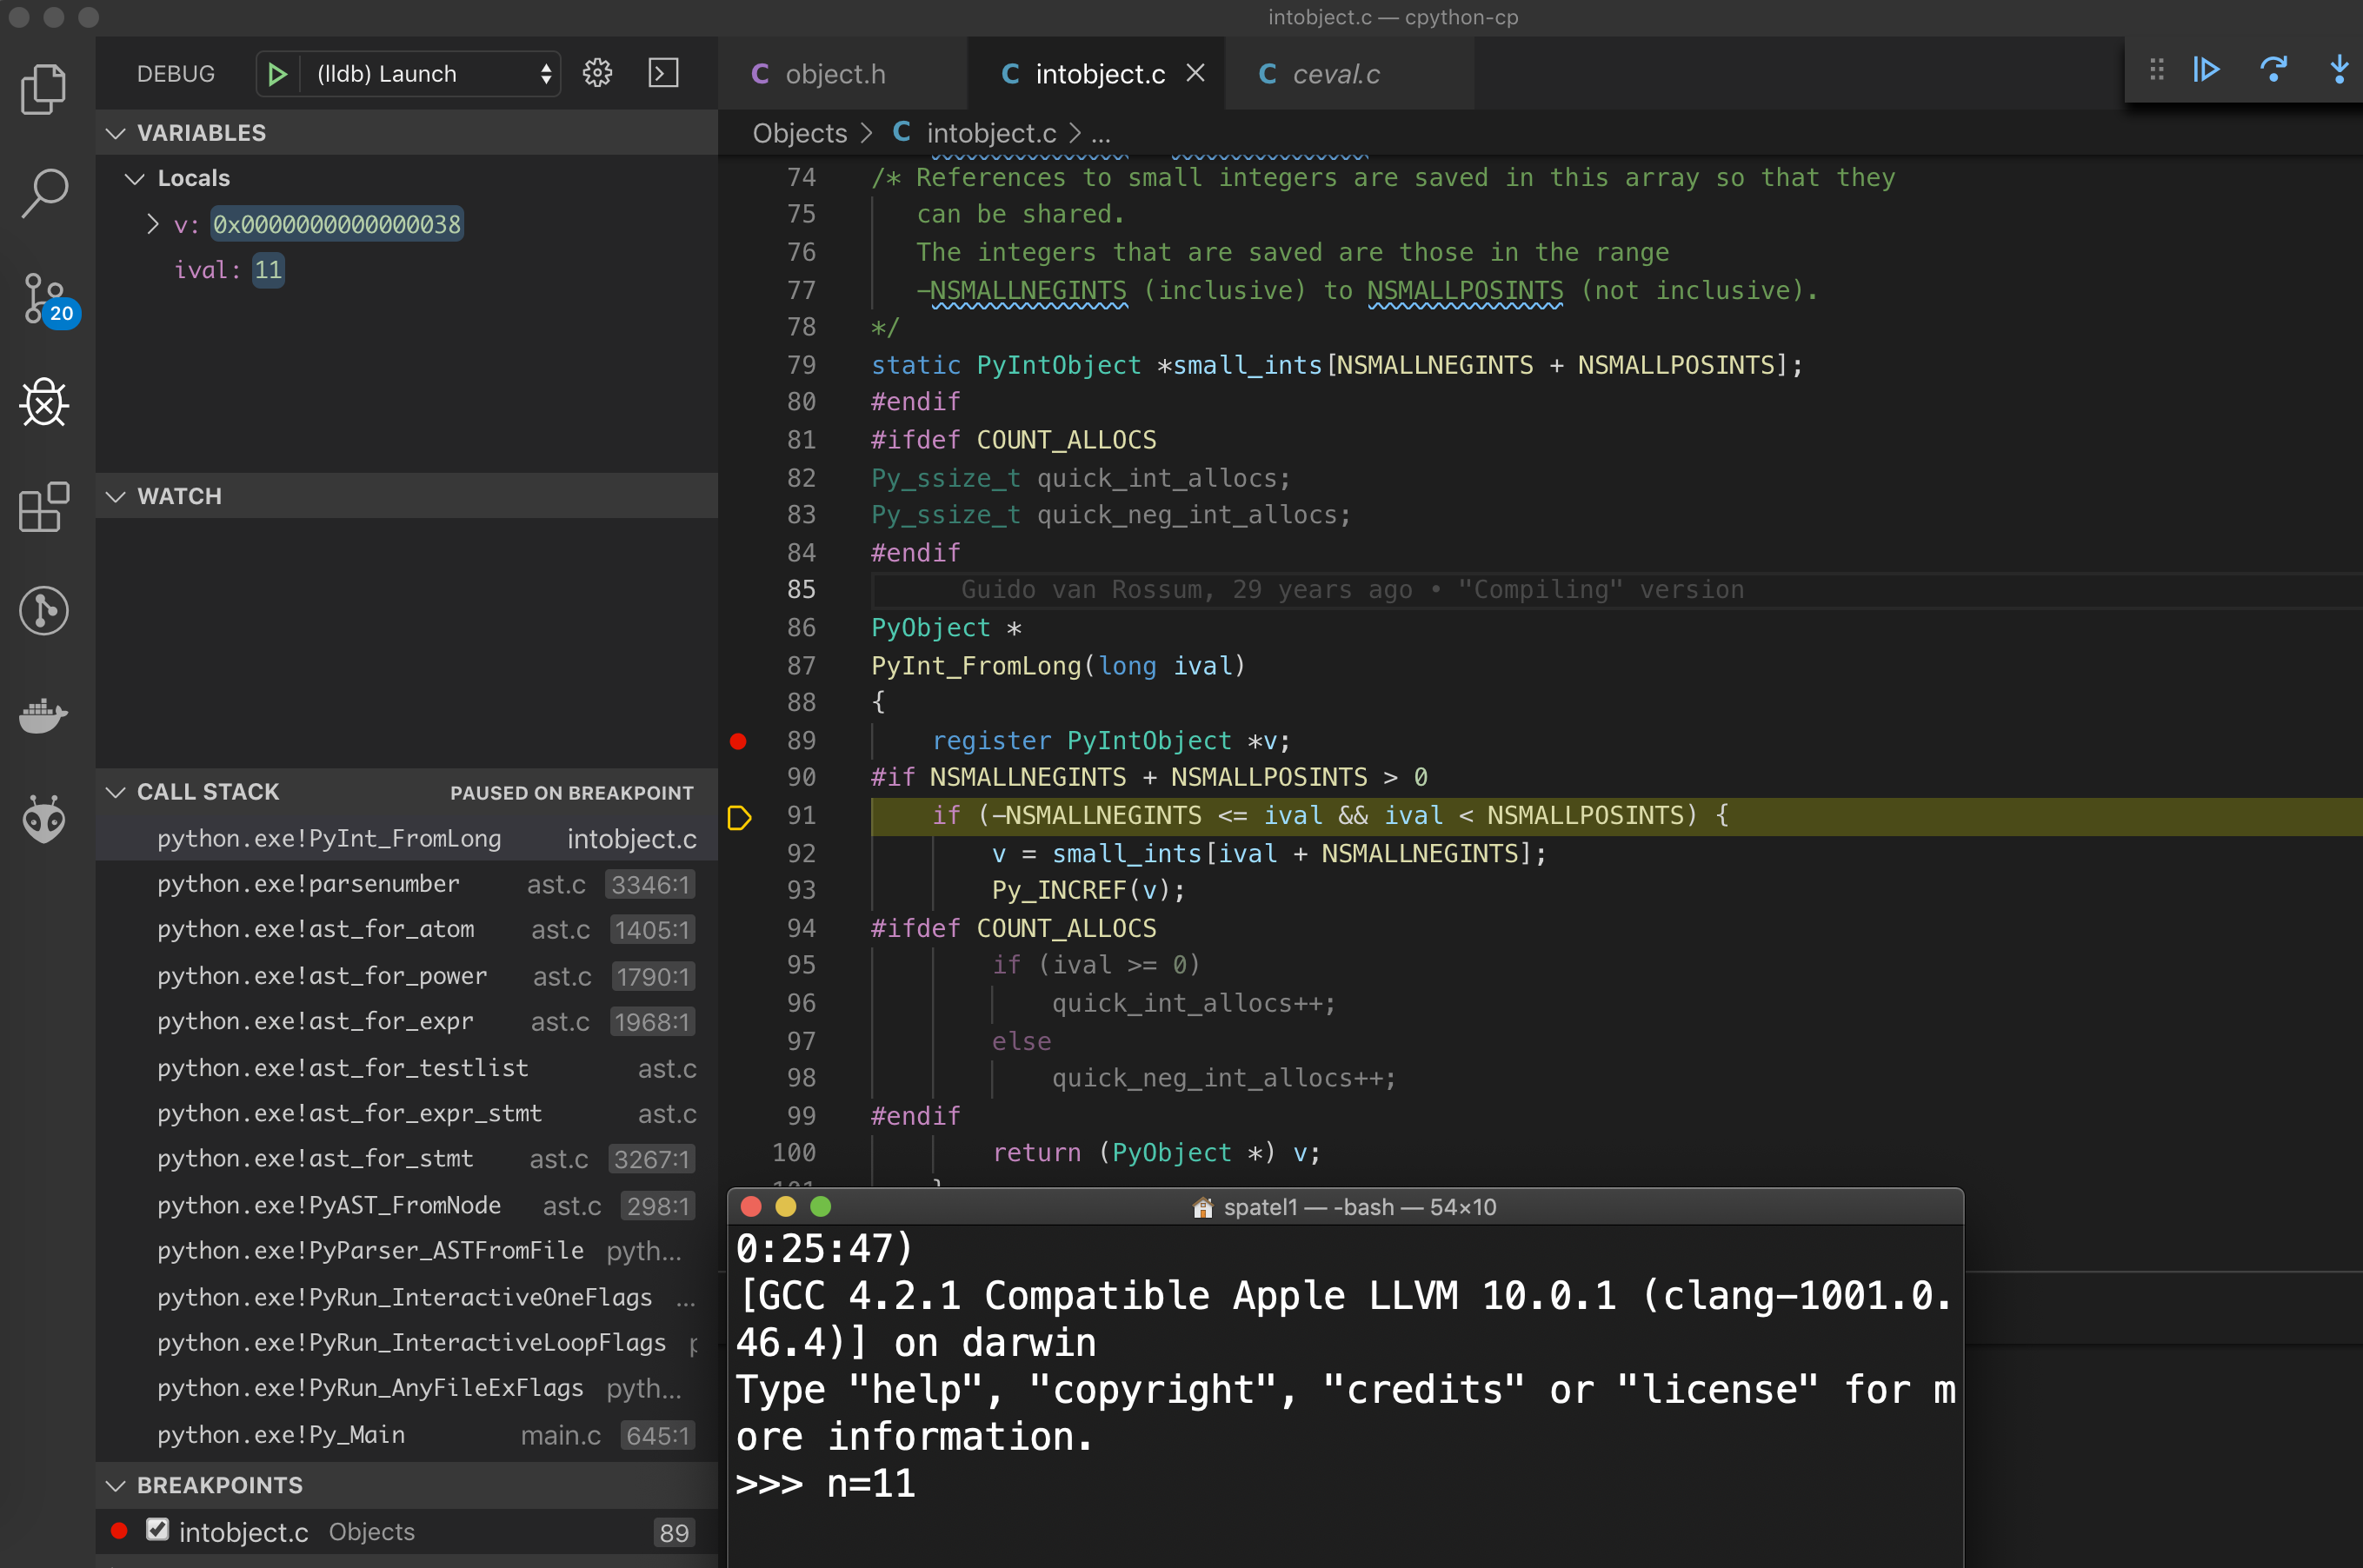 intobject.c — cpython-cp
DEBUG (lldb) Launch
object.h intobject.c ceval.c
Objects > intobject.c > ...
VARIABLES
Locals
v: 0x0000000000000038
ival: 11
20
WATCH
CALL STACK PAUSED ON BREAKPOINT
python.exe!PyInt_FromLong intobject.c
python.exe!parsenumber ast.c 3346:1
python.exe!ast_for_atom ast.c 1405:1
python.exe!ast_for_power ast.c 1790:1
python.exe!ast_for_expr ast.c 1968:1
python.exe!ast_for_testlist ast.c
python.exe!ast_for_expr_stmt ast.c
python.exe!ast_for_stmt ast.c 3267:1
python.exe!PyAST_FromNode ast.c 298:1
python.exe!PyParser_ASTFromFile pyth...
python.exe!PyRun_InteractiveOneFlags ...
python.exe!PyRun_InteractiveLoopFlags
python.exe!PyRun_AnyFileExFlags pyth...
python.exe!Py_Main main.c 645:1
BREAKPOINTS
intobject.c Objects 89
74 /* References to small integers are saved in this array so that they
75 can be shared.
76 The integers that are saved are those in the range
77 -NSMALLNEGINTS (inclusive) to NSMALLPOSINTS (not inclusive).
78 */
79 static PyIntObject *small_ints[NSMALLNEGINTS + NSMALLPOSINTS];
80 #endif
81 #ifdef COUNT_ALLOCS
82 Py_ssize_t quick_int_allocs;
83 Py_ssize_t quick_neg_int_allocs;
84 #endif
85 Guido van Rossum, 29 years ago • "Compiling" version
86 PyObject *
87 PyInt_FromLong(long ival)
88 {
89 register PyIntObject *v;
90 #if NSMALLNEGINTS + NSMALLPOSINTS > 0
91 if (-NSMALLNEGINTS <= ival && ival < NSMALLPOSINTS) {
92 v = small_ints[ival + NSMALLNEGINTS];
93 Py_INCREF(v);
94 #ifdef COUNT_ALLOCS
95 if (ival >= 0)
96 quick_int_allocs++;
97 else
98 quick_neg_int_allocs++;
99 #endif
100 return (PyObject *) v;
spatel1 — -bash — 54×10
0:25:47)
[GCC 4.2.1 Compatible Apple LLVM 10.0.1 (clang-1001.0.
46.4)] on darwin
Type "help", "copyright", "credits" or "license" for m
ore information.
>>> n=11